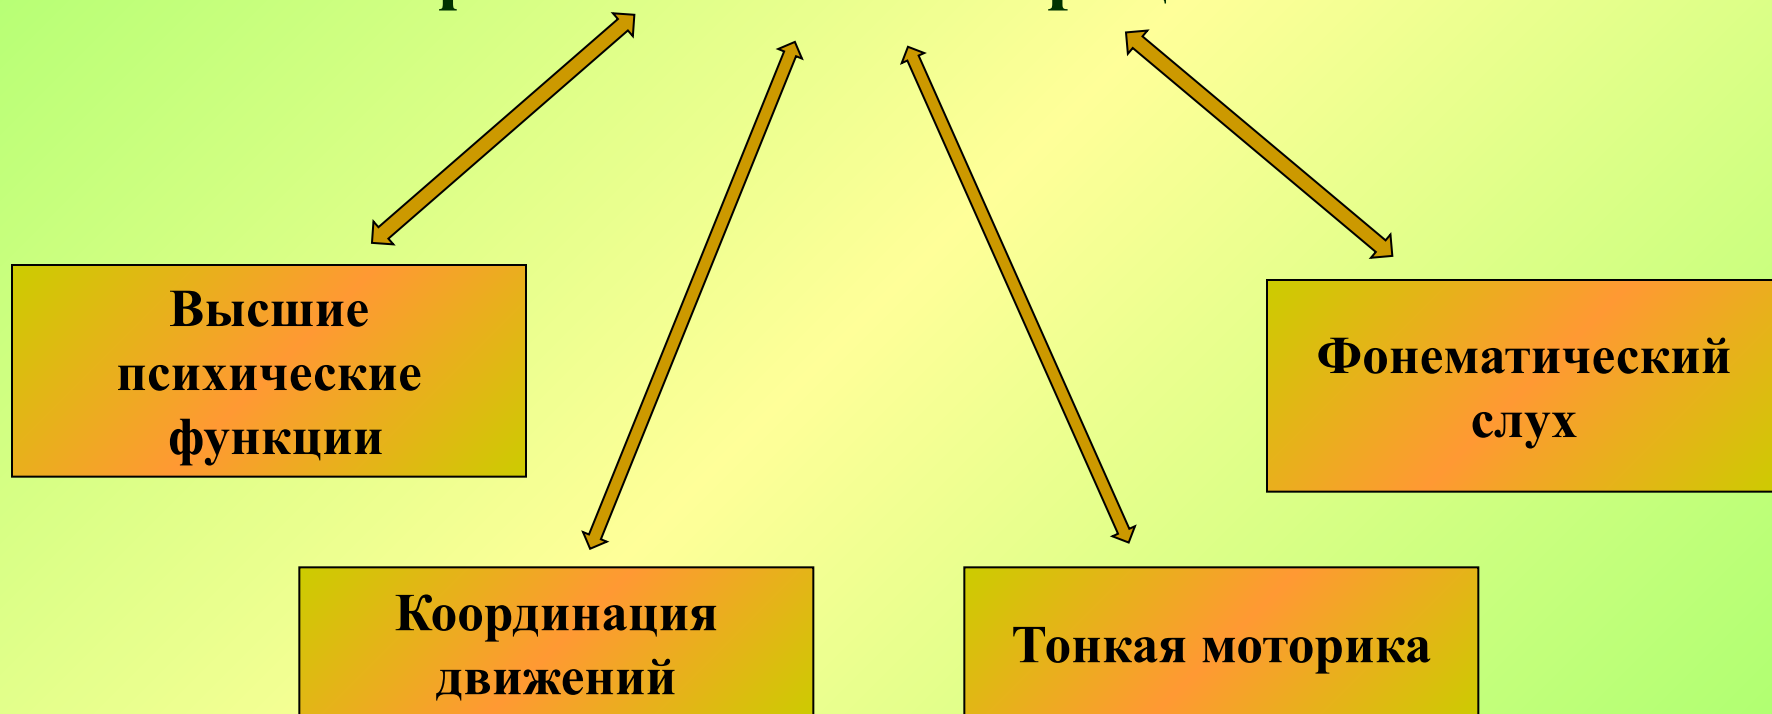 Высшие
психические
функции
Фонематический
слух
Координация
движений
Тонкая моторика